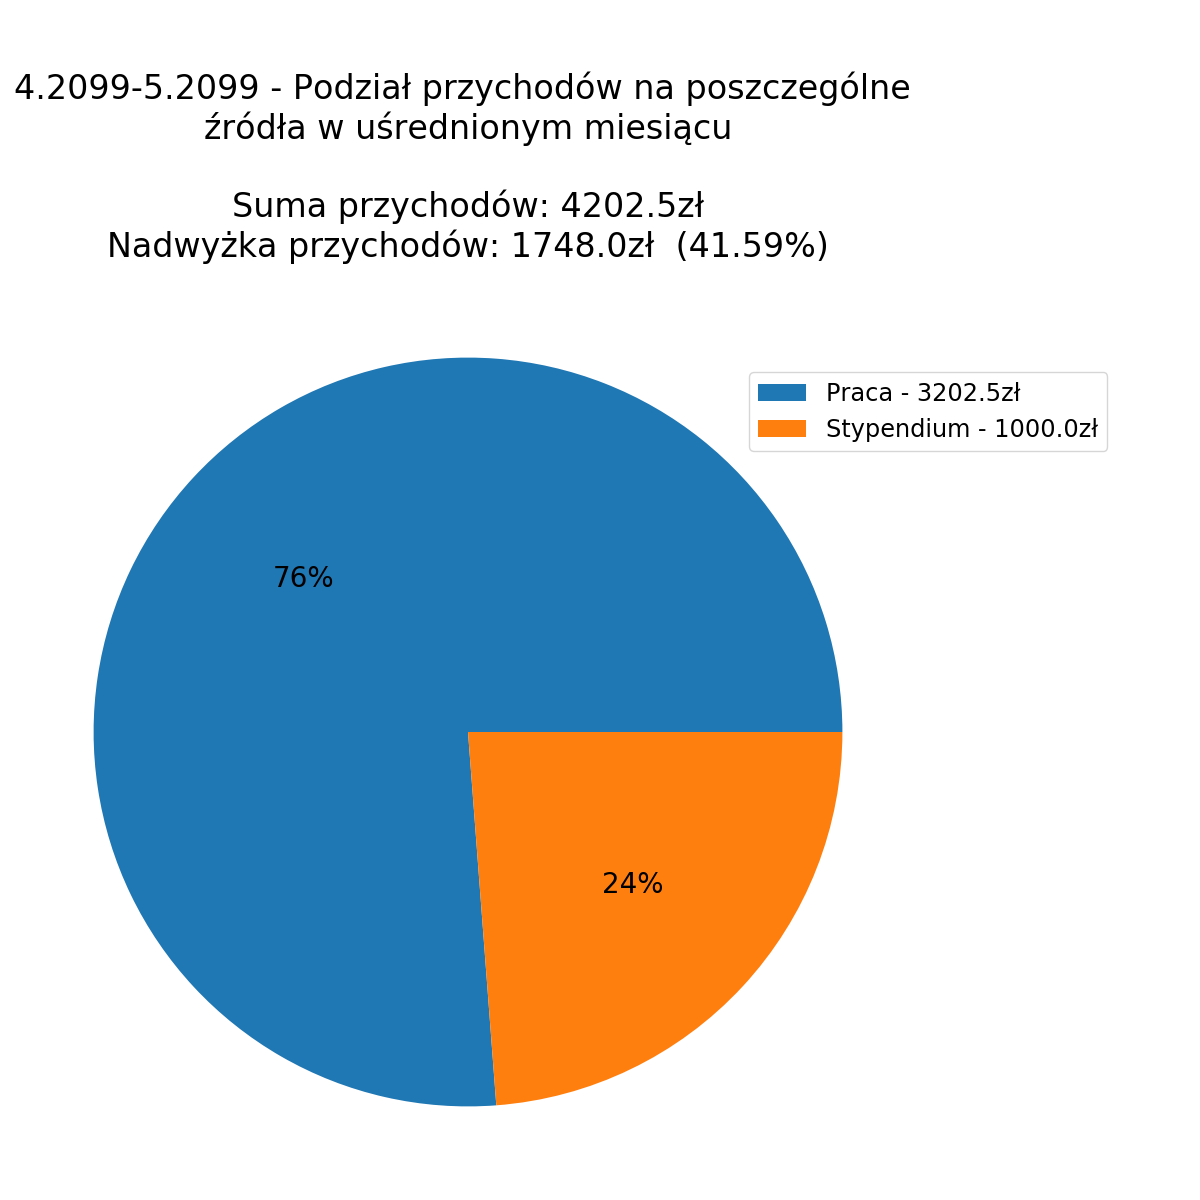 4.2099-5.2099 - Podział przychodów na poszczególne
źródła w uśrednionym miesiącu
Suma przychodów: 4202.5zł
Nadwyżka przychodów: 1748.0zł  (41.59%)
Praca - 3202.5zł
Stypendium - 1000.0zł
76%
24%